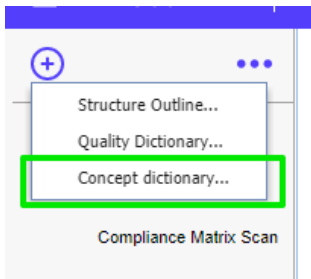 Structure Outline...
Quality Dictionary...
Concept dictionary...
Compliance Matrix Scan